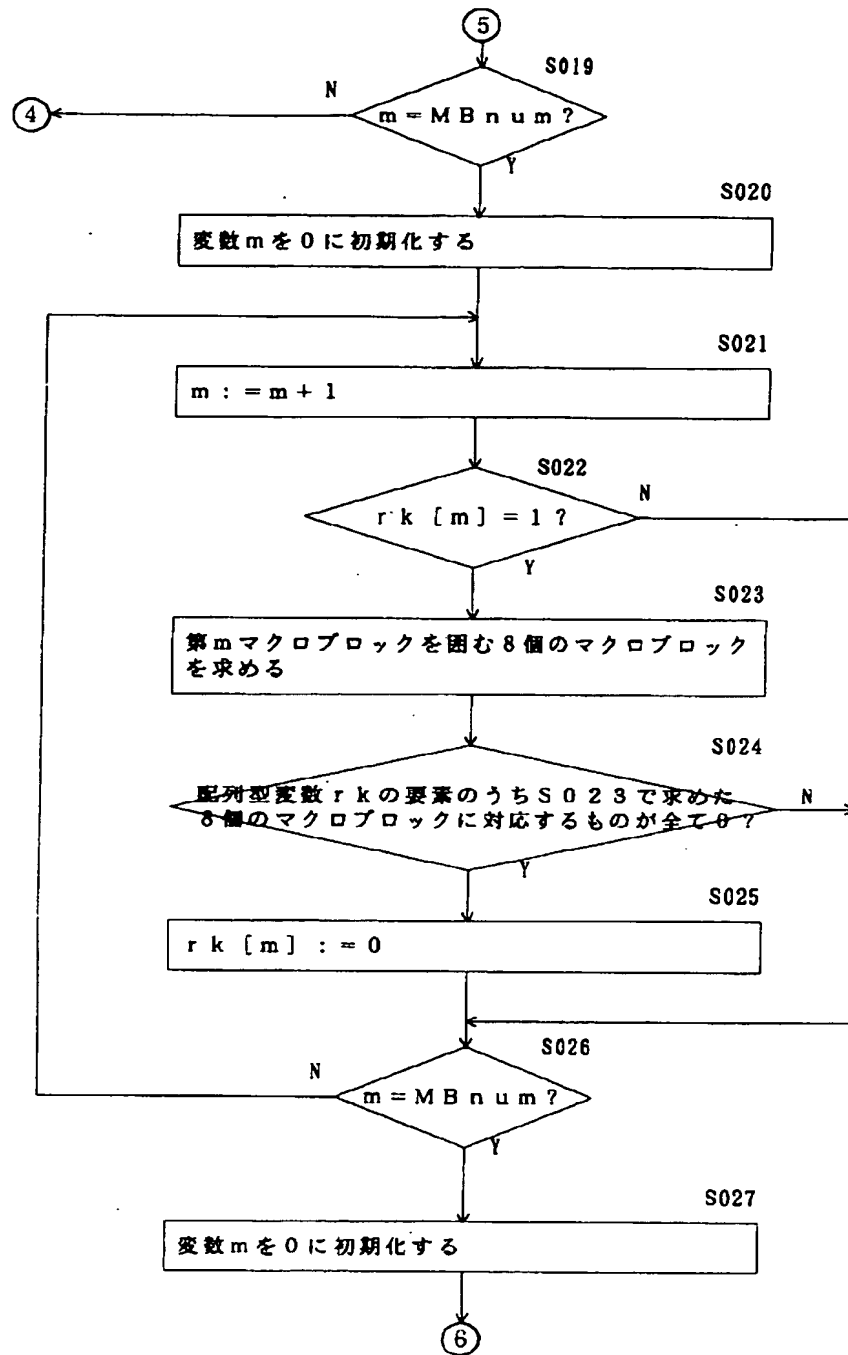 5
S019
N
4
m=MBnum?
Y
S020
変数mを0に初期化する
S021
m:=m+1
S022
N
rk[m]=1?
Y
S023
第mマクロブロックを囲む8個のマクロブロック
を求める
S024
配列型変数rkの要素のうちS023で求めた
8個のマクロブロックに対応するものが全て0?
N
Y
S025
rk[m]:=0
S026
N
m=MBnum?
Y
S027
変数mを0に初期化する
6